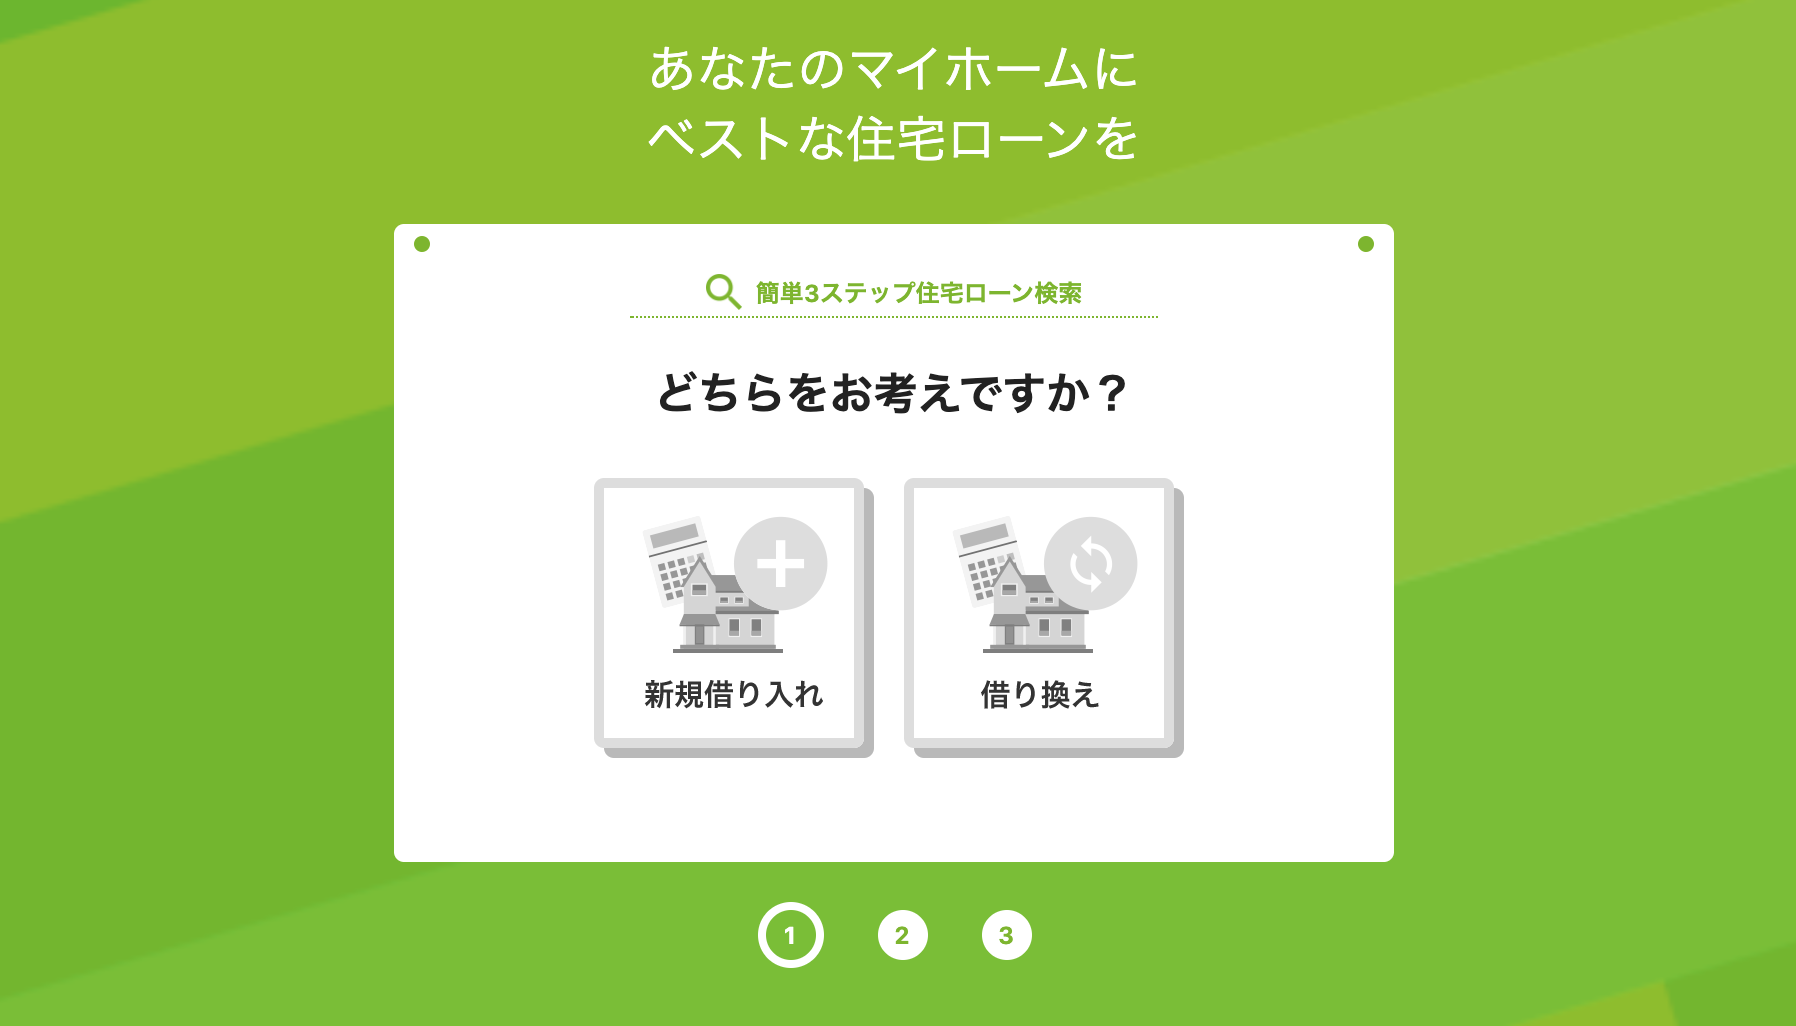 あなたのマイホームに
ベストな住宅ローンを
簡単3ステップ住宅ローン検索
どちらをお考えですか？
新規借り入れ
借り換え
1
2
3